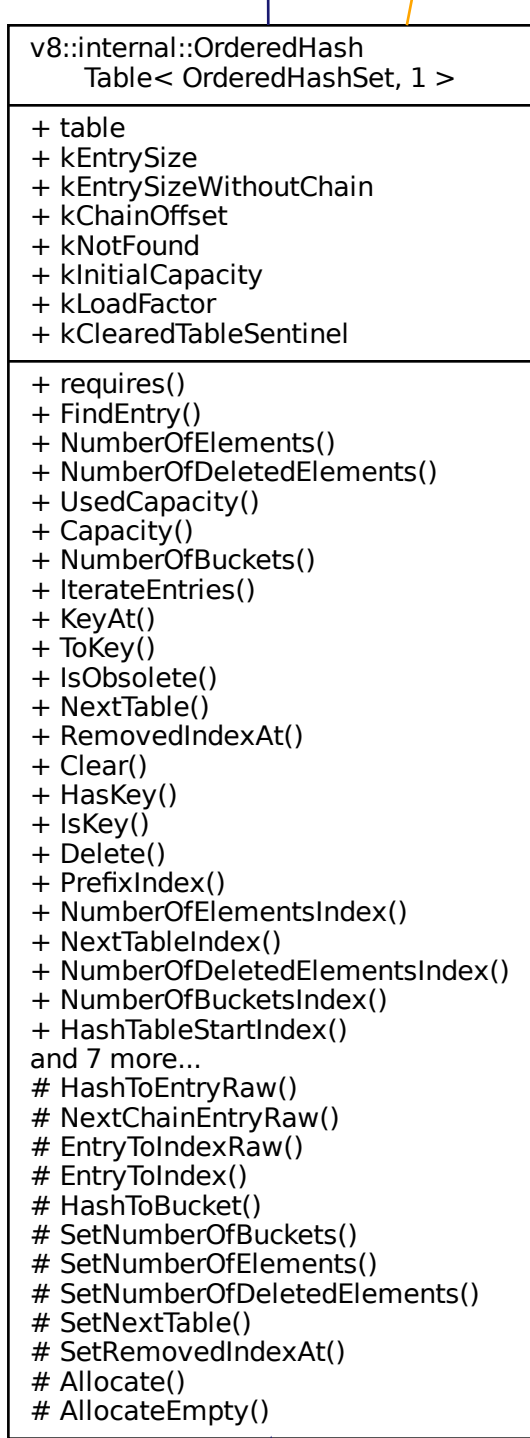 v8::internal::OrderedHash
Table< OrderedHashSet, 1 >
+ table
+ kEntrySize
+ kEntrySizeWithoutChain
+ kChainOffset
+ kNotFound
+ kInitialCapacity
+ kLoadFactor
+ kClearedTableSentinel
+ requires()
+ FindEntry()
+ NumberOfElements()
+ NumberOfDeletedElements()
+ UsedCapacity()
+ Capacity()
+ NumberOfBuckets()
+ IterateEntries()
+ KeyAt()
+ ToKey()
+ IsObsolete()
+ NextTable()
+ RemovedIndexAt()
+ Clear()
+ HasKey()
+ IsKey()
+ Delete()
+ PrefixIndex()
+ NumberOfElementsIndex()
+ NextTableIndex()
+ NumberOfDeletedElementsIndex()
+ NumberOfBucketsIndex()
+ HashTableStartIndex()
and 7 more...
# HashToEntryRaw()
# NextChainEntryRaw()
# EntryToIndexRaw()
# EntryToIndex()
# HashToBucket()
# SetNumberOfBuckets()
# SetNumberOfElements()
# SetNumberOfDeletedElements()
# SetNextTable()
# SetRemovedIndexAt()
# Allocate()
# AllocateEmpty()